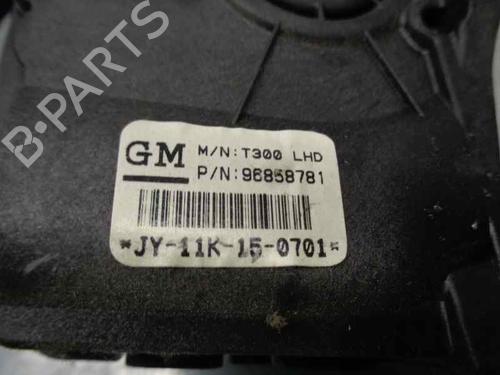 GM M/N:T300 LHD
P/N:96858781
*JY-11K-15-0701*
B-PARTS